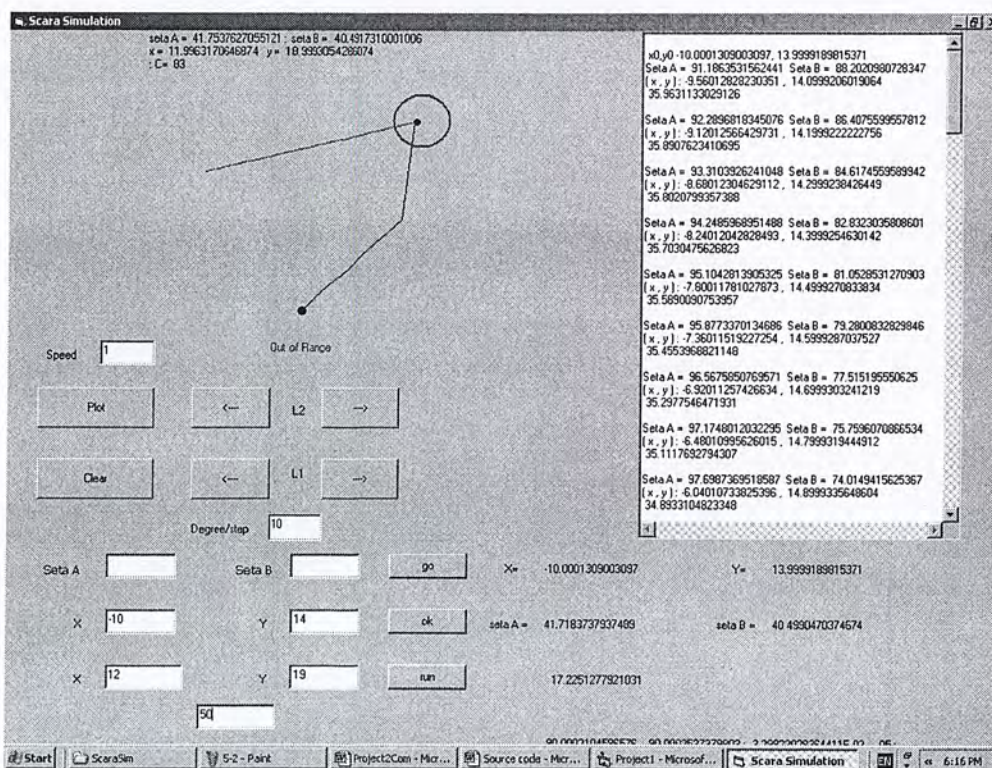 Scara Simulation
seta A = 41.7537627055121 ; seta B = 40.4917310001006
x = 11.9963170646874 y = 18.9993054286074
: C= 83
x0,y0 -10.0001309003097, 13.9999189815371
Seta A = 91.1863531562441 Seta B = 88.2020980728347
( x , y ): -9.56012828230351 , 14.0999206019064
35.9631133029126
Seta A = 92.2896818345076 Seta B = 86.4075599557812
( x , y ): -9.12012566429731 , 14.1999222222756
35.8907623410695
Seta A = 93.3103926241048 Seta B = 84.6174559589942
( x , y ): -8.68012304629112 , 14.2999238426449
35.8020799357388
Seta A = 94.2485968951488 Seta B = 82.8323035808601
( x , y ): -8.24012042828493 , 14.3999254630142
35.7030475626823
Seta A = 95.1042813905325 Seta B = 81.0528531270903
( x , y ): -7.80011781027873 , 14.4999270833834
35.5890090753957
Seta A = 95.8773370134686 Seta B = 79.2800832829846
( x , y ): -7.36011519227254 , 14.5999287037527
35.4553968821148
Seta A = 96.5675850769571 Seta B = 77.515195550625
( x , y ): -6.92011257426634 , 14.6999303241219
35.2977546471931
Seta A = 97.1748012032295 Seta B = 75.7596070866534
( x , y ): -6.48010995626015 , 14.7999319444912
35.1117692794307
Seta A = 97.6987369518587 Seta B = 74.0149415625367
( x , y ): -6.04010733825396 , 14.8999335648604
34.8933104823348
Out of Range
Speed 1
Plot <--- L2 --->
Clear <--- L1 --->
Degree/step 10
Seta A Seta B go X= -10.0001309003097 Y= 13.9999189815371
X -10 Y 14 ok seta A = 41.7183737937489 seta B = 40.4990470374674
X 12 Y 19 run 17.2251277921031
50
Start ScaraSim 5-2 - Paint Project2Com - Micr... Source code - Micr... Project1 - Microsof... Scara Simulation EN « 6:16 PM